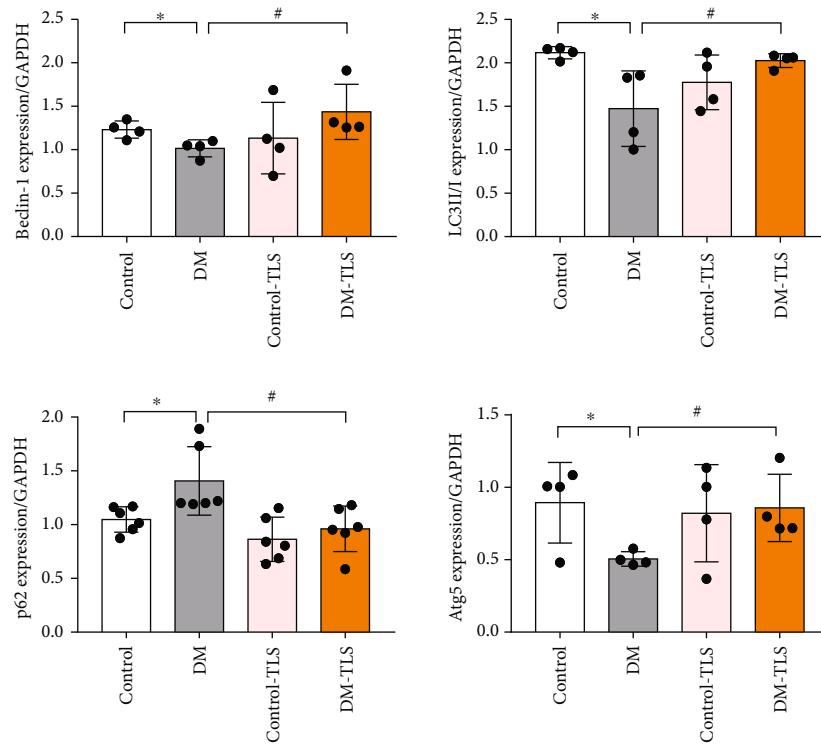 * #
2.5
2.0
1.5
1.0
0.5
0.0
Bedin-1 expression/GAPDH
Control
DM
Control-TLS
DM-TLS
* #
2.5
2.0
1.5
1.0
0.5
0.0
LC3II/I expression/GAPDH
Control
DM
Control-TLS
DM-TLS
* #
2.0
1.5
1.0
0.5
0.0
p62 expression/GAPDH
Control
DM
Control-TLS
DM-TLS
* #
1.5
1.0
0.5
0.0
Atg5 expression/GAPDH
Control
DM
Control-TLS
DM-TLS